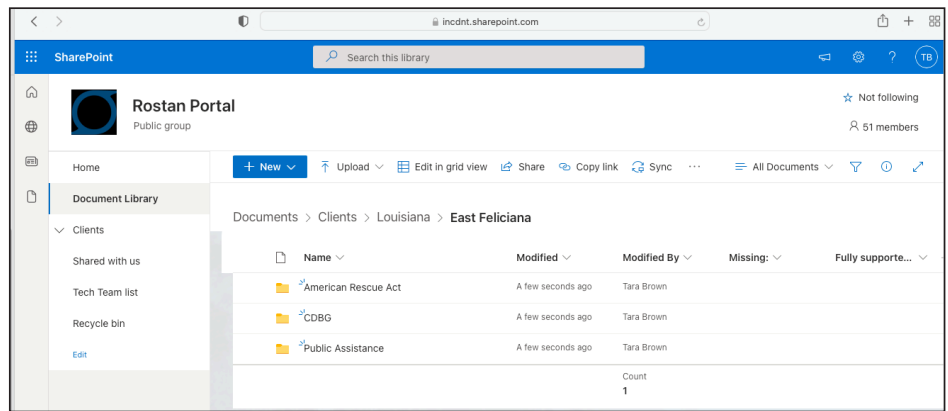 incdnt.sharepoint.com
SharePoint
Search this library
?
TB
Rostan Portal
Public group
Not following
51 members
Home
Document Library
Clients
Shared with us
Tech Team list
Recycle bin
Edit
+ New
Upload
Edit in grid view
Share
Copy link
Sync
...
All Documents
Documents > Clients > Louisiana > East Feliciana
Name Modified Modified By Missing: Fully supporte...
American Rescue Act A few seconds ago Tara Brown
CDBG A few seconds ago Tara Brown
Public Assistance A few seconds ago Tara Brown
Count
1